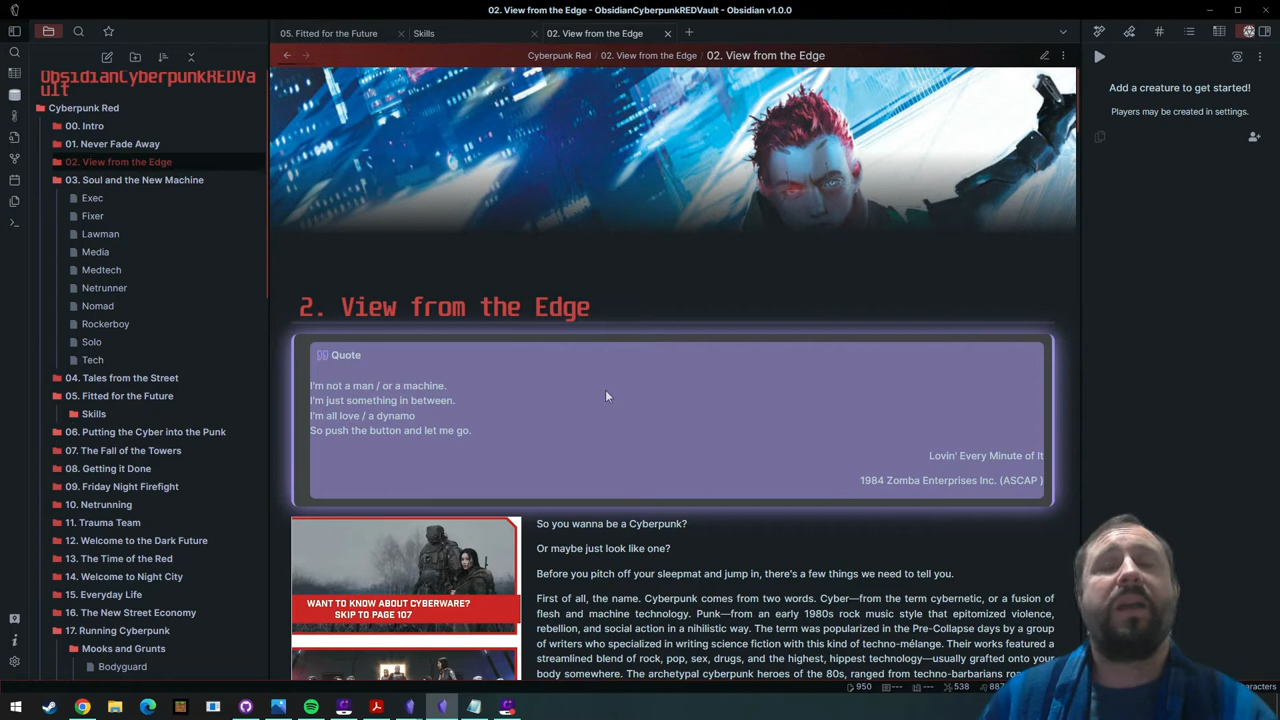 02. View from the Edge - ObsidianCyberpunkREDVault - Obsidian v1.0.0
05. Fitted for the Future
Skills
02. View from the Edge
Cyberpunk Red / 02. View from the Edge / 02. View from the Edge
ObsidianCyberpunkREDVa
ult
Cyberpunk Red
00. Intro
01. Never Fade Away
02. View from the Edge
03. Soul and the New Machine
Exec
Fixer
Lawman
Media
Medtech
Netrunner
Nomad
Rockerboy
Solo
Tech
04. Tales from the Street
05. Fitted for the Future
Skills
06. Putting the Cyber into the Punk
07. The Fall of the Towers
08. Getting it Done
09. Friday Night Firefight
10. Netrunning
11. Trauma Team
12. Welcome to the Dark Future
13. The Time of the Red
14. Welcome to Night City
15. Everyday Life
16. The New Street Economy
17. Running Cyberpunk
Mooks and Grunts
Bodyguard
2. View from the Edge
Quote
I'm not a man / or a machine.
I'm just something in between.
I'm all love / a dynamo
So push the button and let me go.
Lovin' Every Minute of It
1984 Zomba Enterprises Inc. (ASCAP )
WANT TO KNOW ABOUT CYBERWARE?
SKIP TO PAGE 107
So you wanna be a Cyberpunk?
Or maybe just look like one?
Before you pitch off your sleepmat and jump in, there's a few things we need to tell you.
First of all, the name. Cyberpunk comes from two words. Cyber—from the term cybernetic, or a fusion of
flesh and machine technology. Punk—from an early 1980s rock music style that epitomized violence,
rebellion, and social action in a nihilistic way. The term was popularized in the Pre-Collapse days by a group
of writers who specialized in writing science fiction with this kind of techno-mélange. Their works featured a
streamlined blend of rock, pop, sex, drugs, and the highest, hippest technology—usually grafted onto your
body somewhere. The archetypal cyberpunk heroes of the 80s, ranged from techno-barbarians
Add a creature to get started!
Players may be created in settings.
950
538
887
characters